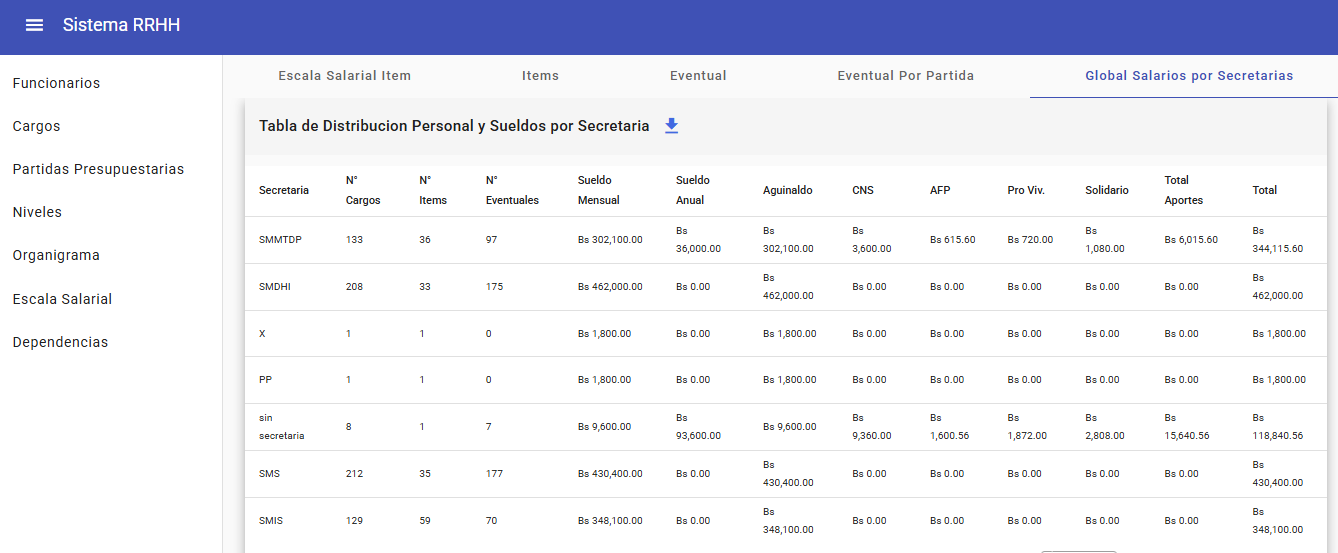 Sistema RRHH
Funcionarios
Cargos
Partidas Presupuestarias
Niveles
Organigrama
Escala Salarial
Dependencias
Escala Salarial Item Items Eventual Eventual Por Partida Global Salarios por Secretarias
Tabla de Distribucion Personal y Sueldos por Secretaria
Secretaria N° Cargos N° Items N° Eventuales Sueldo Mensual Sueldo Anual Aguinaldo CNS AFP Pro Viv. Solidario Total Aportes Total
SMMTDP 133 36 97 Bs 302,100.00 Bs 36,000.00 Bs 302,100.00 Bs 3,600.00 Bs 615.60 Bs 720.00 Bs 1,080.00 Bs 6,015.60 Bs 344,115.60
SMDHI 208 33 175 Bs 462,000.00 Bs 0.00 Bs 462,000.00 Bs 0.00 Bs 0.00 Bs 0.00 Bs 0.00 Bs 0.00 Bs 462,000.00
X 1 1 0 Bs 1,800.00 Bs 0.00 Bs 1,800.00 Bs 0.00 Bs 0.00 Bs 0.00 Bs 0.00 Bs 0.00 Bs 1,800.00
PP 1 1 0 Bs 1,800.00 Bs 0.00 Bs 1,800.00 Bs 0.00 Bs 0.00 Bs 0.00 Bs 0.00 Bs 0.00 Bs 1,800.00
sin secretaria 8 1 7 Bs 9,600.00 Bs 93,600.00 Bs 9,600.00 Bs 9,360.00 Bs 1,600.56 Bs 1,872.00 Bs 2,808.00 Bs 15,640.56 Bs 118,840.56
SMS 212 35 177 Bs 430,400.00 Bs 0.00 Bs 430,400.00 Bs 0.00 Bs 0.00 Bs 0.00 Bs 0.00 Bs 0.00 Bs 430,400.00
SMIS 129 59 70 Bs 348,100.00 Bs 0.00 Bs 348,100.00 Bs 0.00 Bs 0.00 Bs 0.00 Bs 0.00 Bs 0.00 Bs 348,100.00